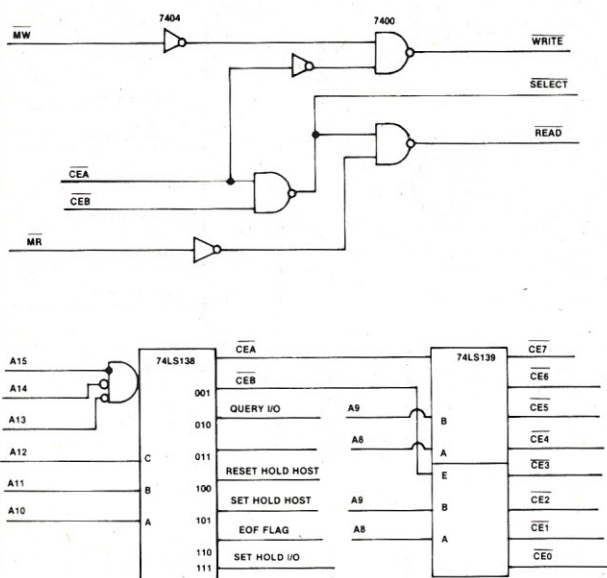 7404
7400
MW
WRITE
SELECT
READ
CEA
CEB
MR
A15
A14
A13
A12
A11
A10
C
B
A
74LS138
001
010
011
100
101
110
111
CEA
CEB
QUERY I/O
RESET HOLD HOST
SET HOLD HOST
EOF FLAG
SET HOLD I/O
A9
A8
A9
A8
74LS139
B
A
E
B
A
CE7
CE6
CE5
CE4
CE3
CE2
CE1
CE0